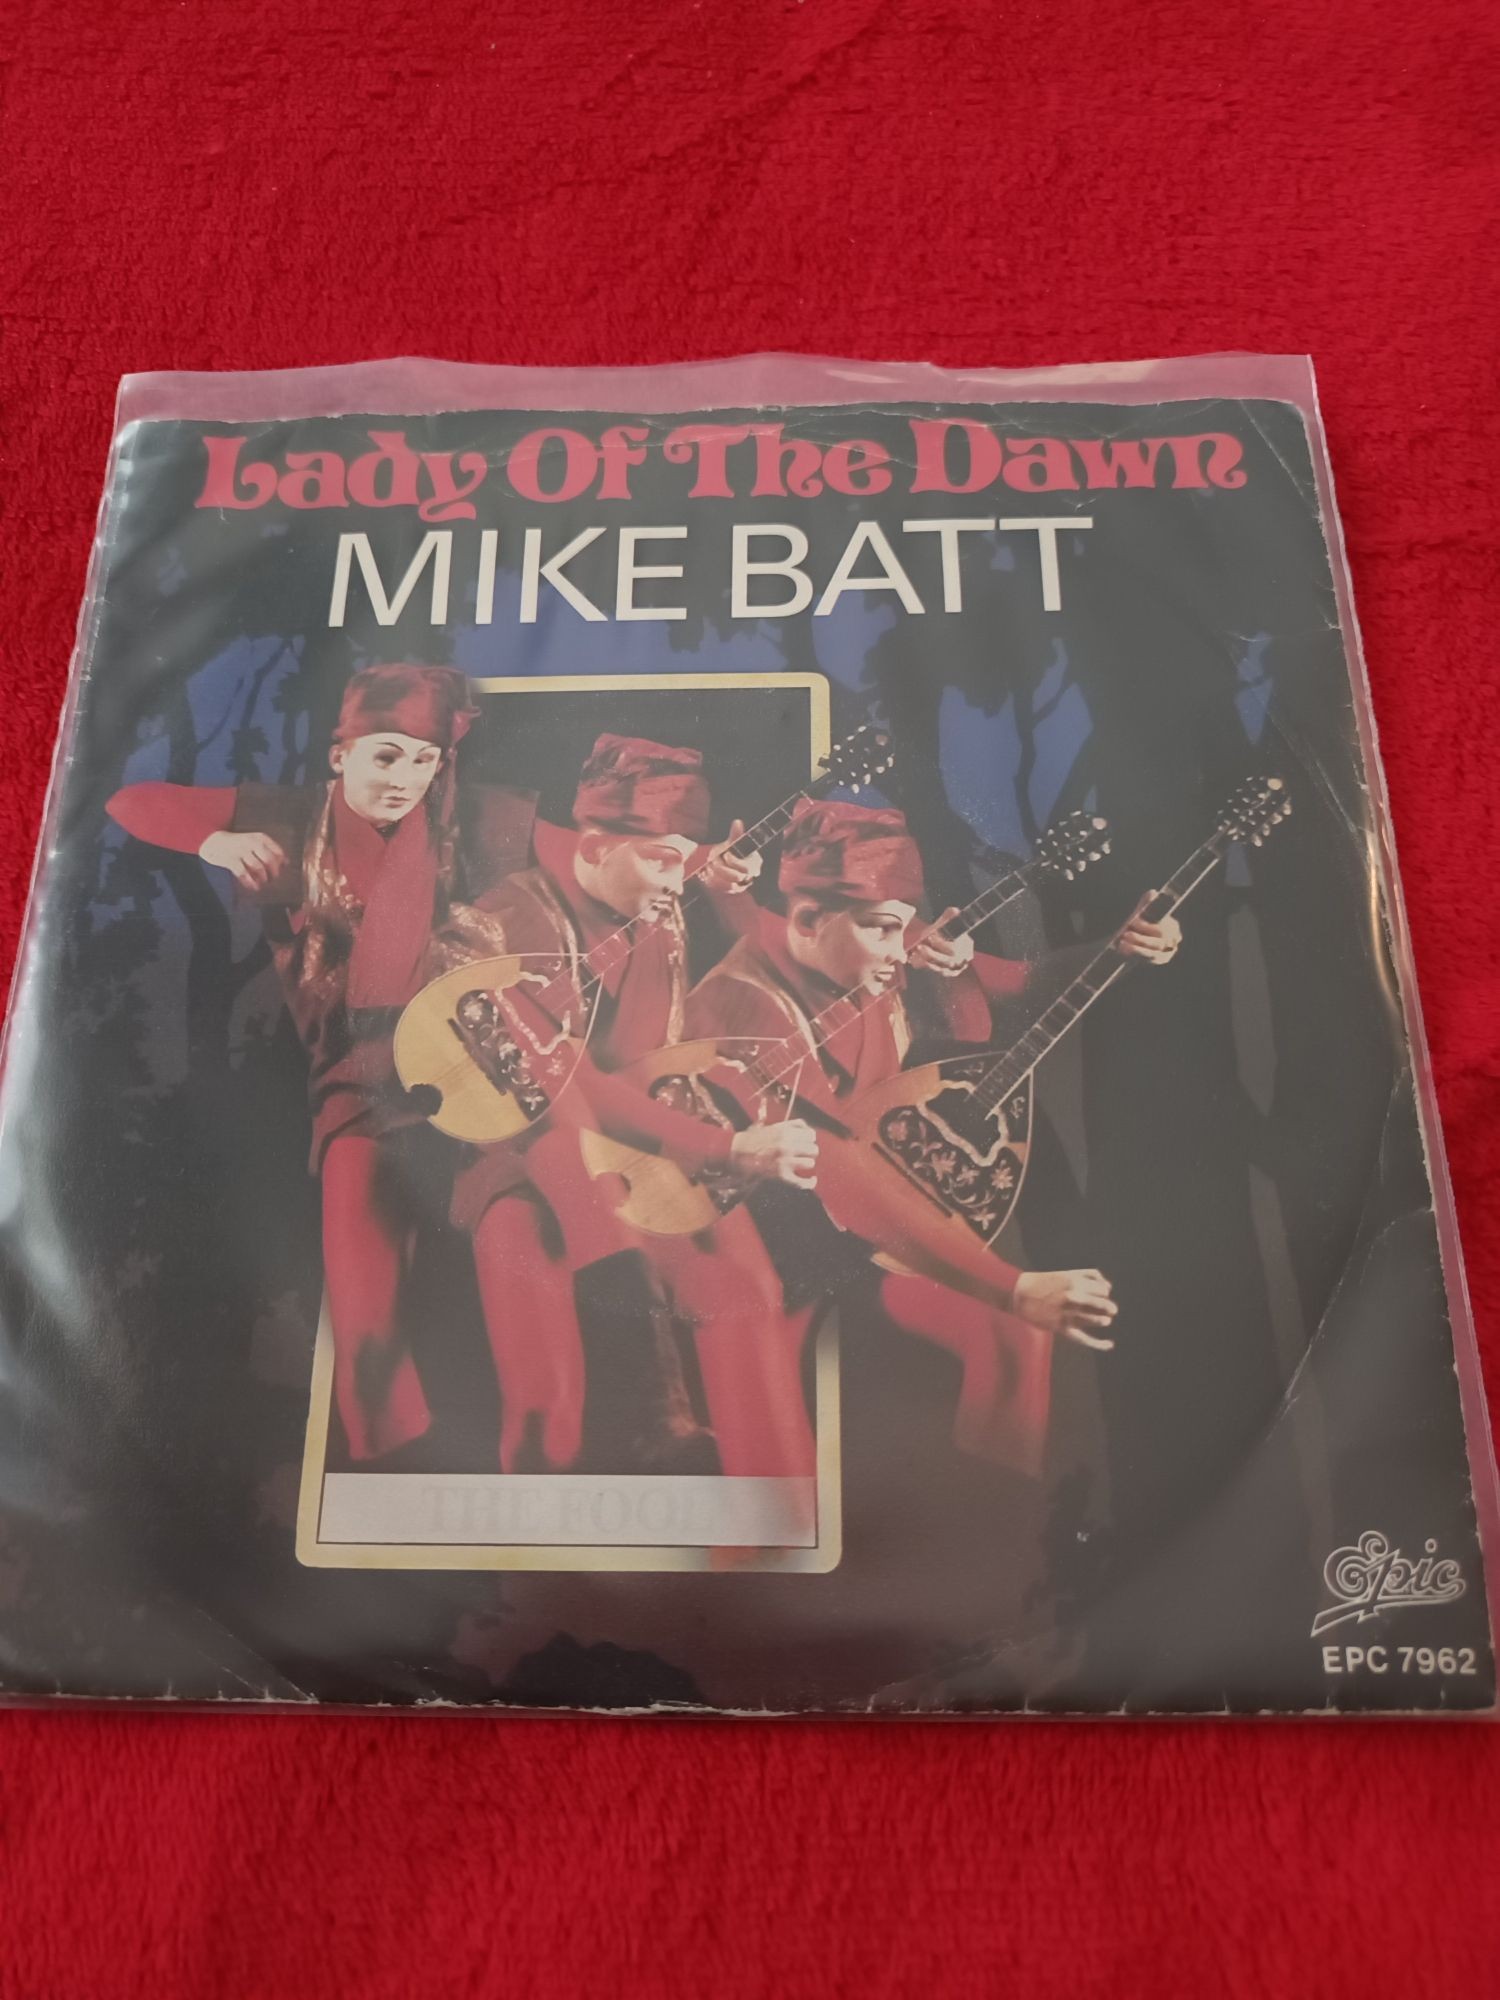 Lady Of The Dawn
MIKE BATT
THE FOOL
Epic
EPC 7962